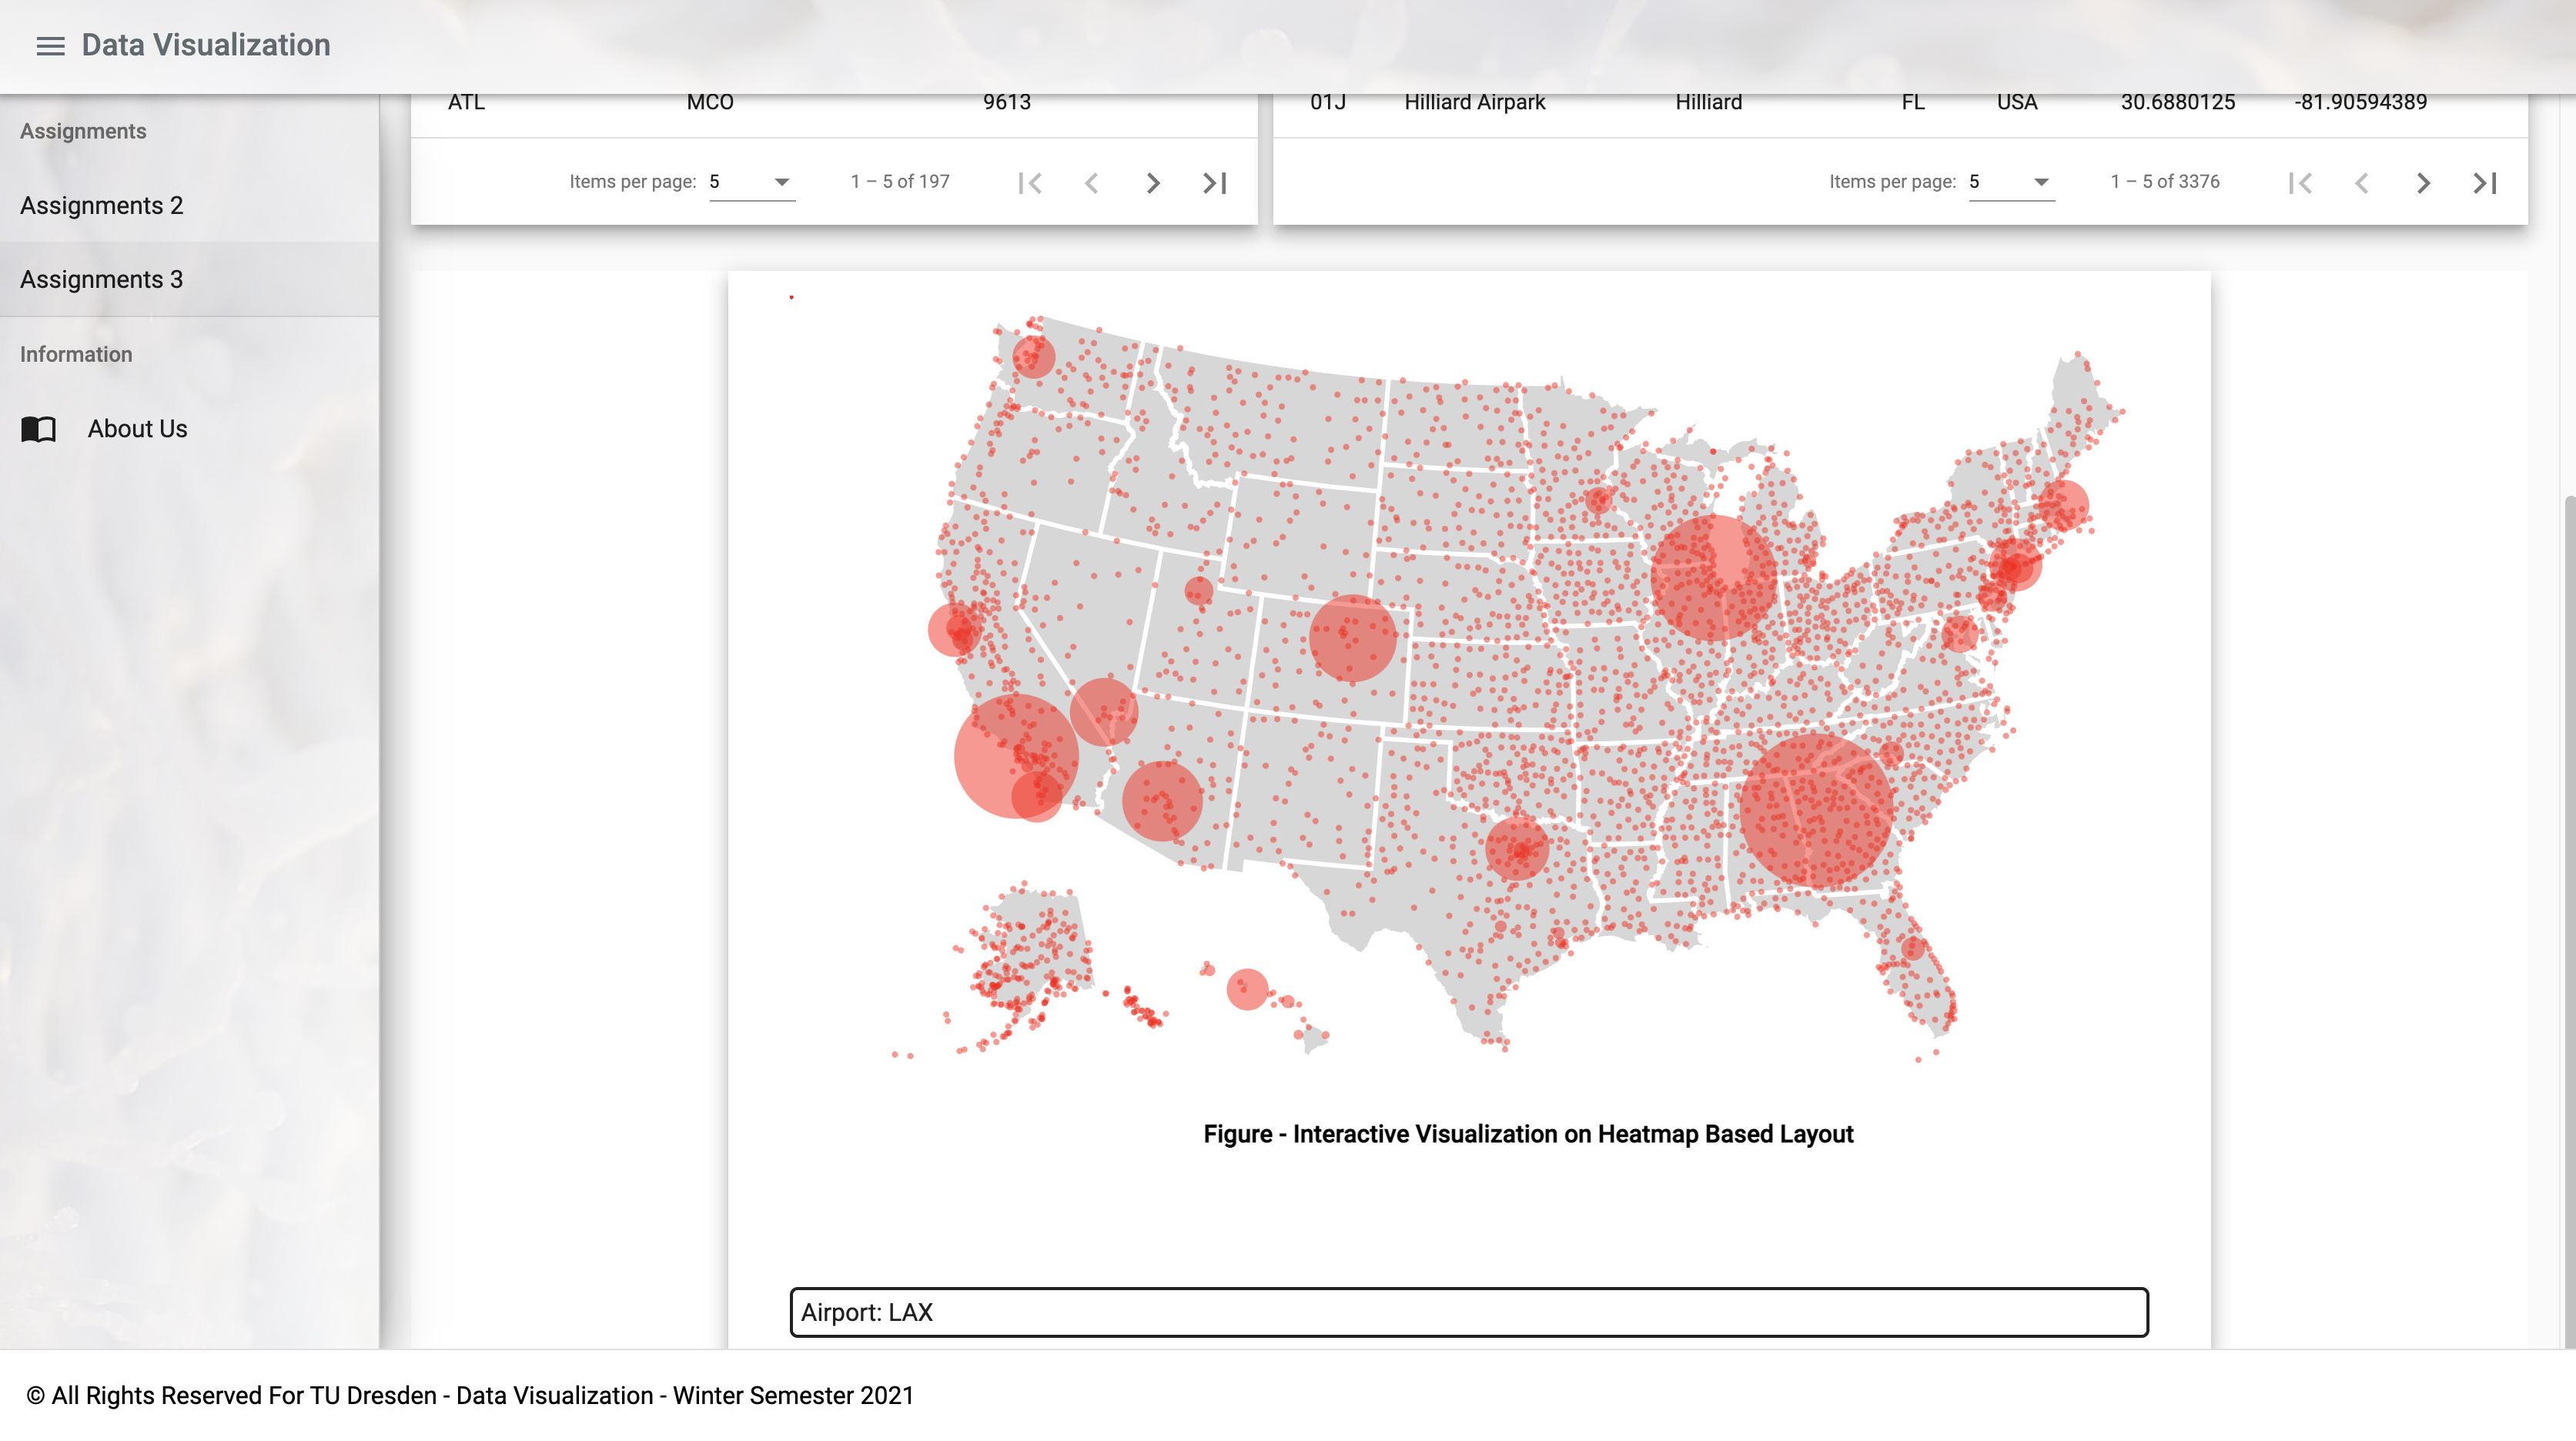 Data Visualization
Assignments
Assignments 2
Assignments 3
Information
About Us
ATL MCO 9613
Items per page: 5 1 – 5 of 197
01J Hilliard Airpark Hilliard FL USA 30.6880125 -81.90594389
Items per page: 5 1 – 5 of 3376
Figure - Interactive Visualization on Heatmap Based Layout
Airport: LAX
© All Rights Reserved For TU Dresden - Data Visualization - Winter Semester 2021